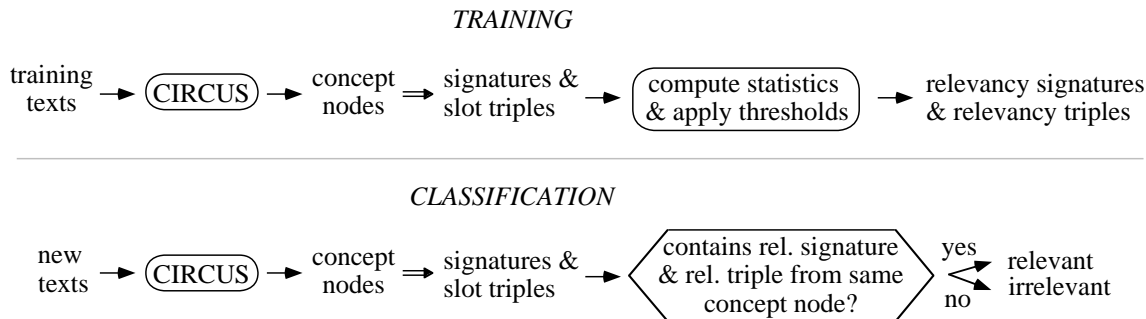 TRAINING
training
texts
CIRCUS
concept
nodes
signatures &
slot triples
compute statistics
& apply thresholds
relevancy signatures
& relevancy triples
CLASSIFICATION
new
texts
CIRCUS
concept
nodes
signatures &
slot triples
contains rel. signature
& rel. triple from same
concept node?
yes
no
relevant
irrelevant